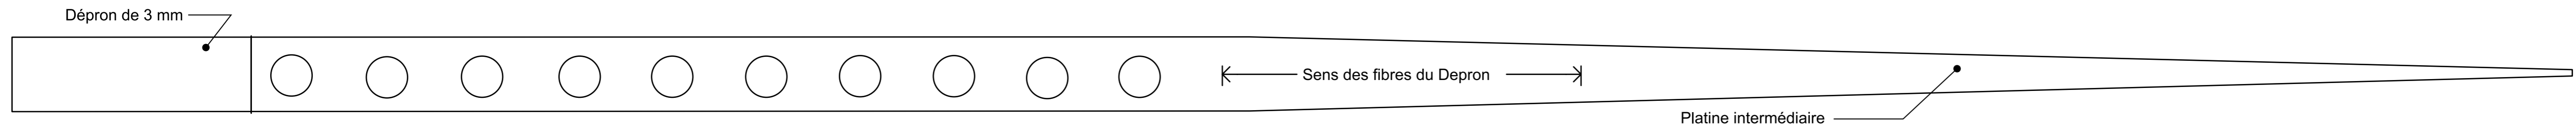 Dépron de 3 mm
Sens des fibres du Depron
Platine intermédiaire